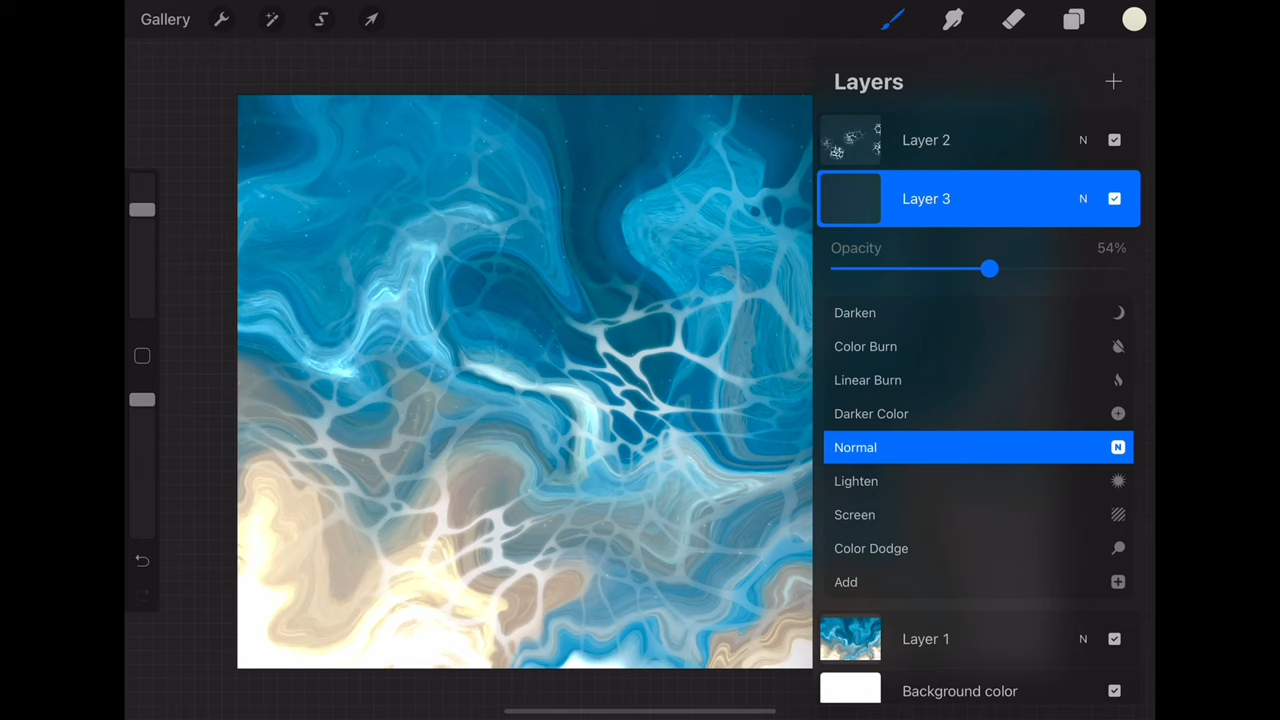 Gallery
Layers
Layer 2 N
Layer 3 N
Opacity 54%
Darken
Color Burn
Linear Burn
Darker Color
Normal N
Lighten
Screen
Color Dodge
Add
Layer 1 N
Background color